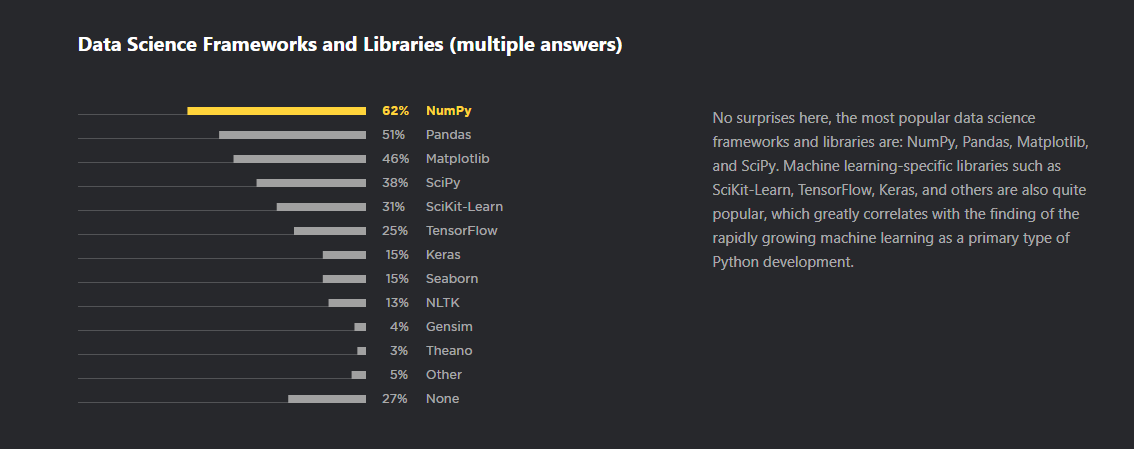 Data Science Frameworks and Libraries (multiple answers)
62% NumPy
51% Pandas
46% Matplotlib
38% SciPy
31% SciKit-Learn
25% TensorFlow
15% Keras
15% Seaborn
13% NLTK
4% Gensim
3% Theano
5% Other
27% None
No surprises here, the most popular data science
frameworks and libraries are: NumPy, Pandas, Matplotlib,
and SciPy. Machine learning-specific libraries such as
SciKit-Learn, TensorFlow, Keras, and others are also quite
popular, which greatly correlates with the finding of the
rapidly growing machine learning as a primary type of
Python development.